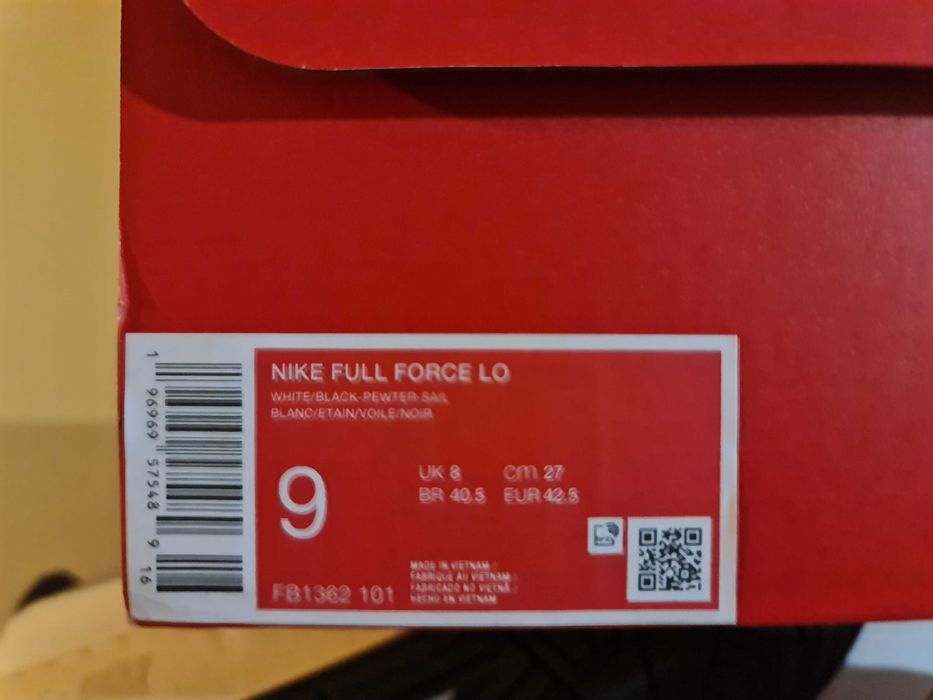 NIKE FULL FORCE LO
WHITE/BLACK-PEWTER-SAIL
BLANC/ETAIN/VOILE/NOIR
9
UK 8 cm 27
BR 40.5 EUR 42.5
FB1362 101
MADE IN VIETNAM
FABRIQUE AU VIETNAM
FABRICADO NO VIETNÃ
HECHO EN VIETNAM
1 96969 57548 9 16